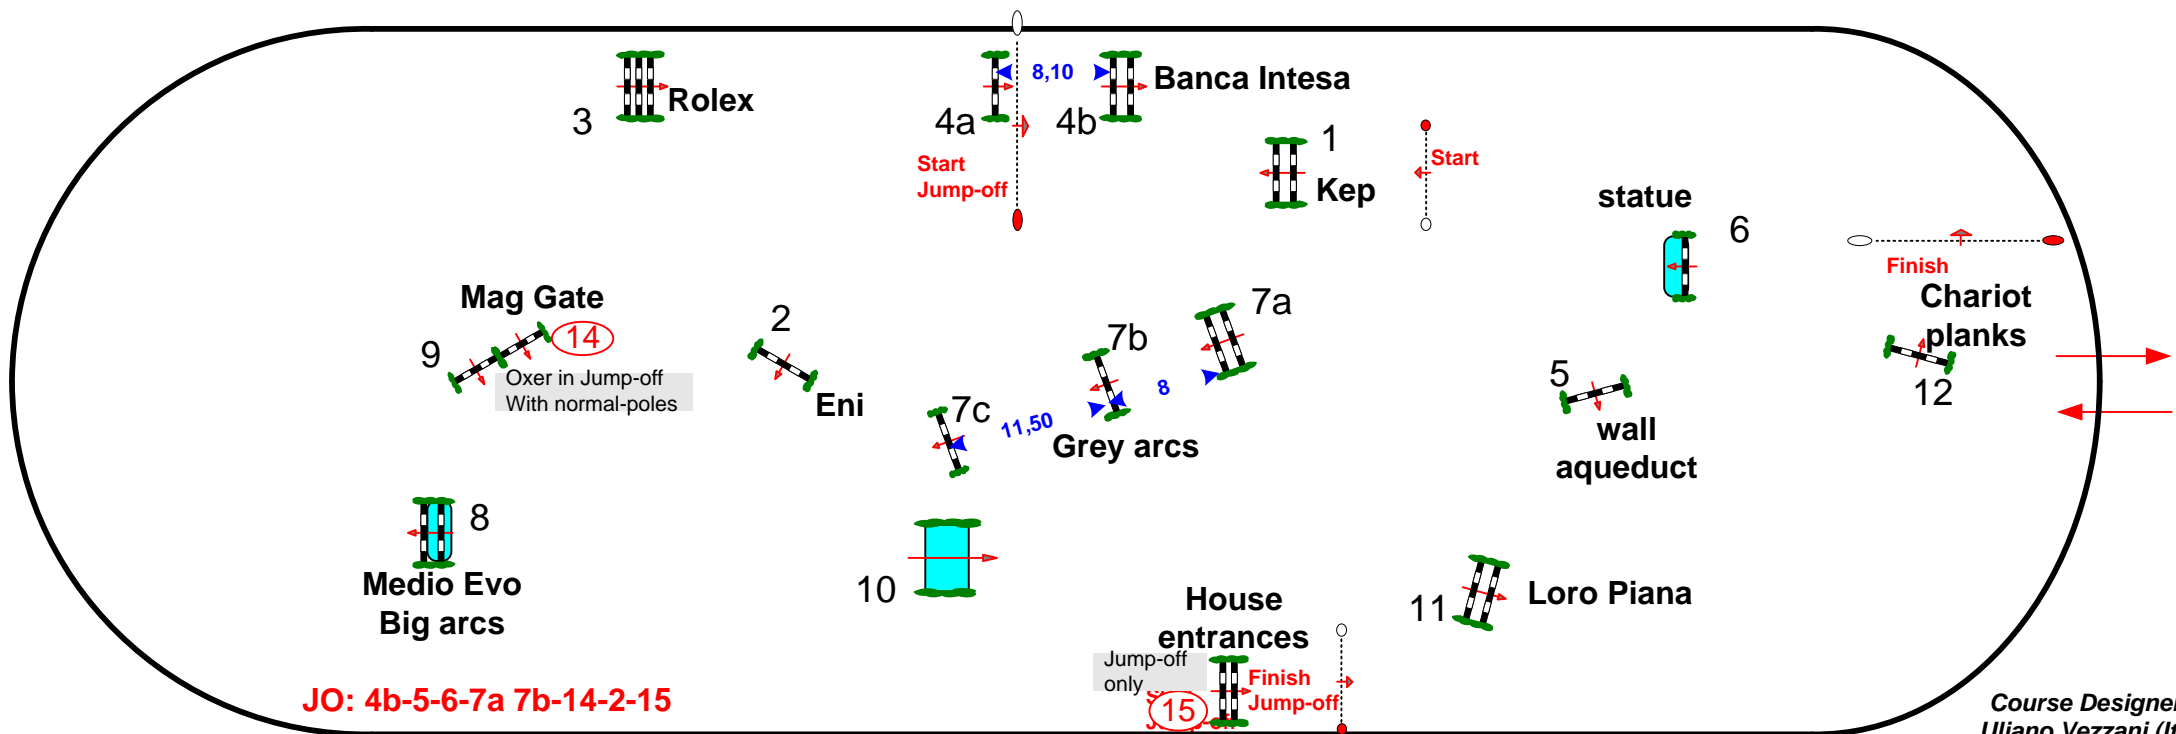 8,10
Banca Intesa
Rolex
3
4a
4b
1
Start
Jump-off
Start
Kep
statue
6
Finish
Chariot
planks
12
Mag Gate
14
9
Oxer in Jump-off
With normal-poles
2
Eni
7a
7b
8
7c
11,50
Grey arcs
5
wall
aqueduct
8
Medio Evo
Big arcs
10
11
Loro Piana
House
entrances
Jump-off
only
15
Finish
Jump-off
JO: 4b-5-6-7a 7b-14-2-15
Course Designer
Uliano Vezzani (It